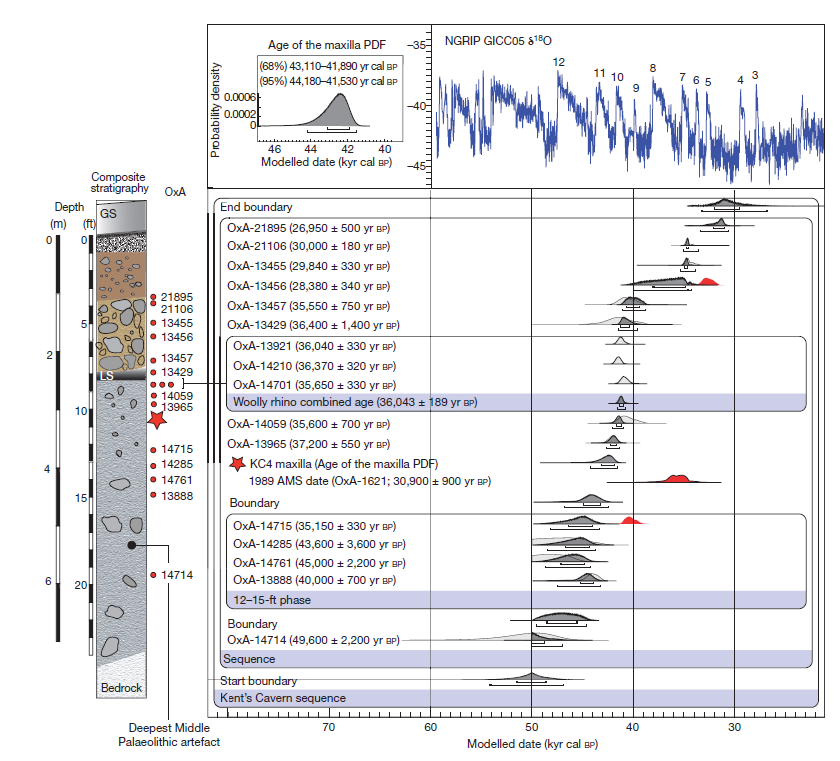 Age of the maxilla PDF
(68%) 43,110–41,890 yr cal BP
(95%) 44,180–41,530 yr cal BP
Probability density
0.0006
0.0002
0
46 44 42 40
Modelled date (kyr cal BP)
NGRIP GICC05 δ¹⁸O
–35
–40
–45
12 11 10 9 8 7 6 5 4 3
Composite
stratigraphy
OxA
Depth
(m) (ft)
GS
0 0
5
2
10
4
15
6
20
LS
Bedrock
21895
21106
13455
13456
13457
13429
14059
13965
14715
14285
14761
13888
14714
Deepest Middle
Palaeolithic artefact
End boundary
OxA-21895 (26,950 ± 500 yr BP)
OxA-21106 (30,000 ± 180 yr BP)
OxA-13455 (29,840 ± 330 yr BP)
OxA-13456 (28,380 ± 340 yr BP)
OxA-13457 (35,550 ± 750 yr BP)
OxA-13429 (36,400 ± 1,400 yr BP)
OxA-13921 (36,040 ± 330 yr BP)
OxA-14210 (36,370 ± 320 yr BP)
OxA-14701 (35,650 ± 330 yr BP)
Woolly rhino combined age (36,043 ± 189 yr BP)
OxA-14059 (35,600 ± 700 yr BP)
OxA-13965 (37,200 ± 550 yr BP)
KC4 maxilla (Age of the maxilla PDF)
1989 AMS date (OxA-1621; 30,900 ± 900 yr BP)
Boundary
OxA-14715 (35,150 ± 330 yr BP)
OxA-14285 (43,600 ± 3,600 yr BP)
OxA-14761 (45,000 ± 2,200 yr BP)
OxA-13888 (40,000 ± 700 yr BP)
12–15-ft phase
Boundary
OxA-14714 (49,600 ± 2,200 yr BP)
Sequence
Start boundary
Kent's Cavern sequence
70 60 50 40 30
Modelled date (kyr cal BP)